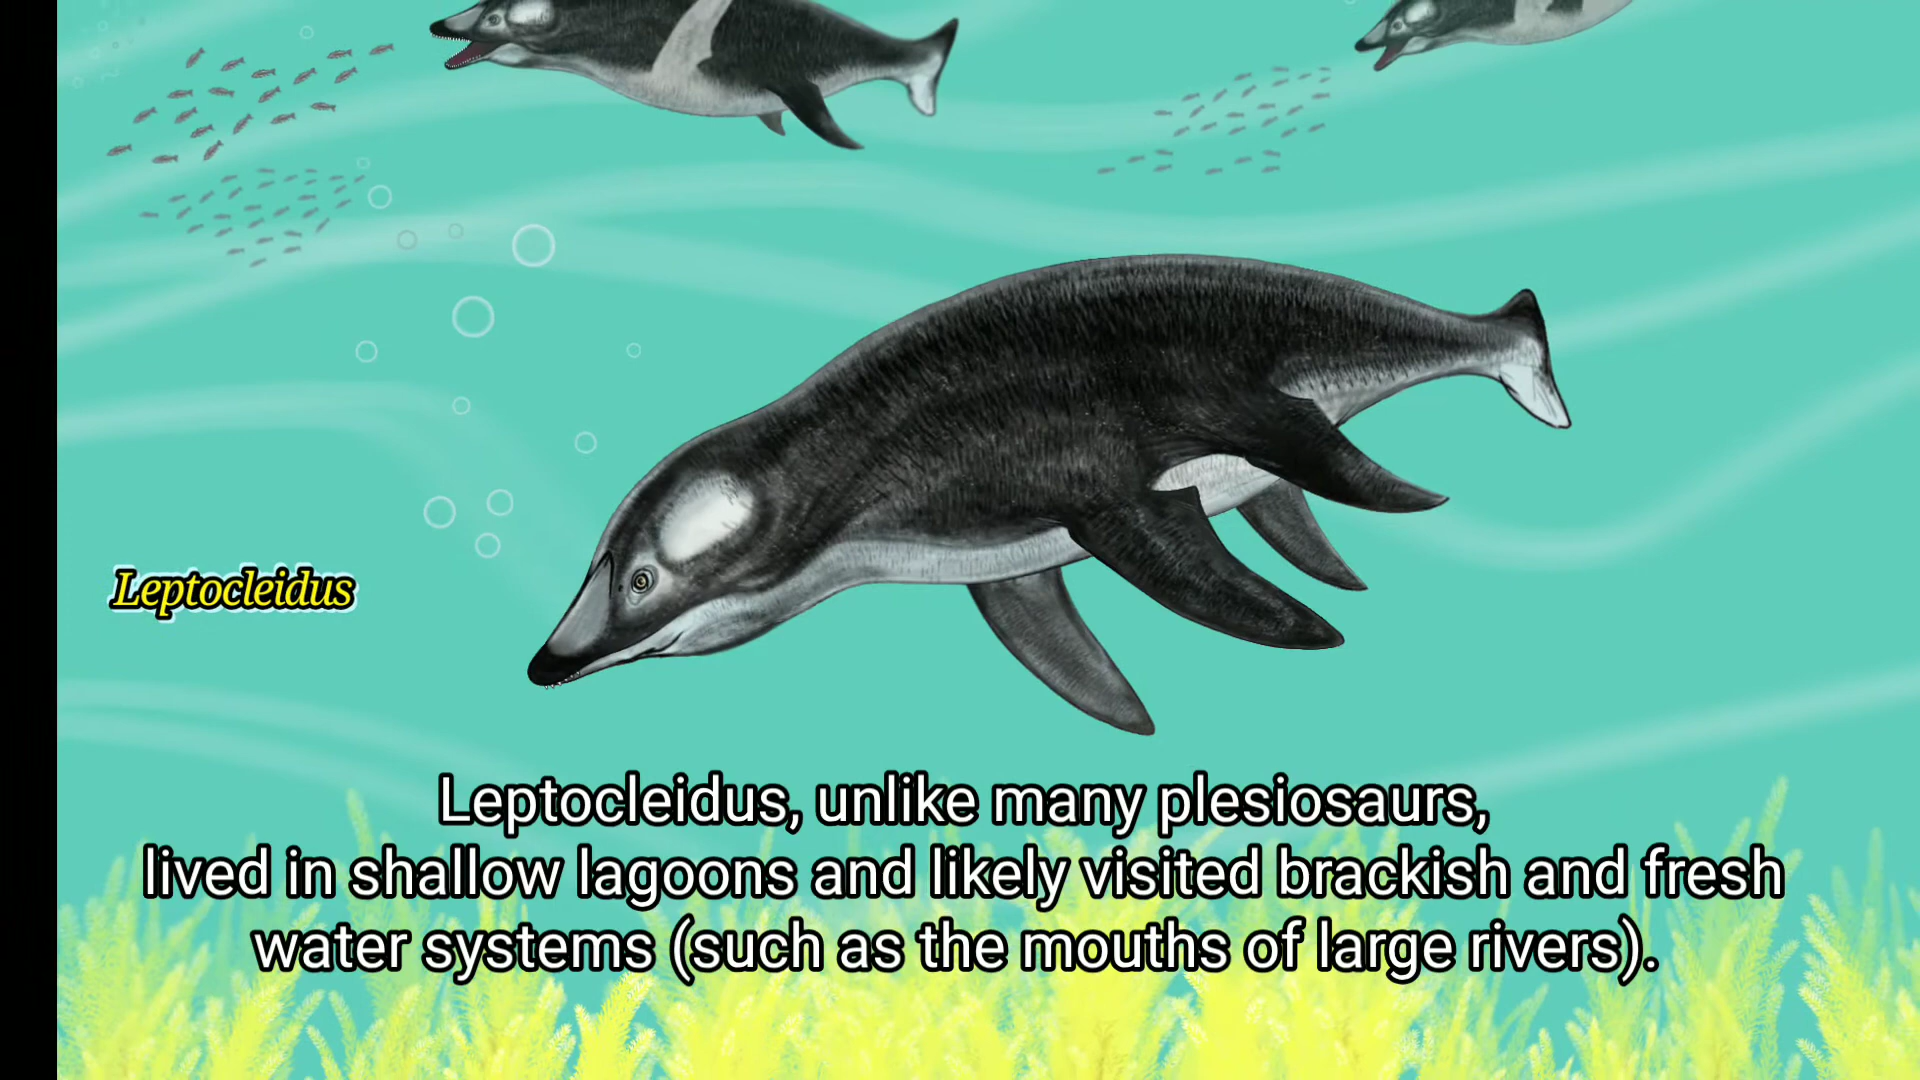 Leptocleidus
Leptocleidus, unlike many plesiosaurs,
lived in shallow lagoons and likely visited brackish and fresh
water systems (such as the mouths of large rivers).